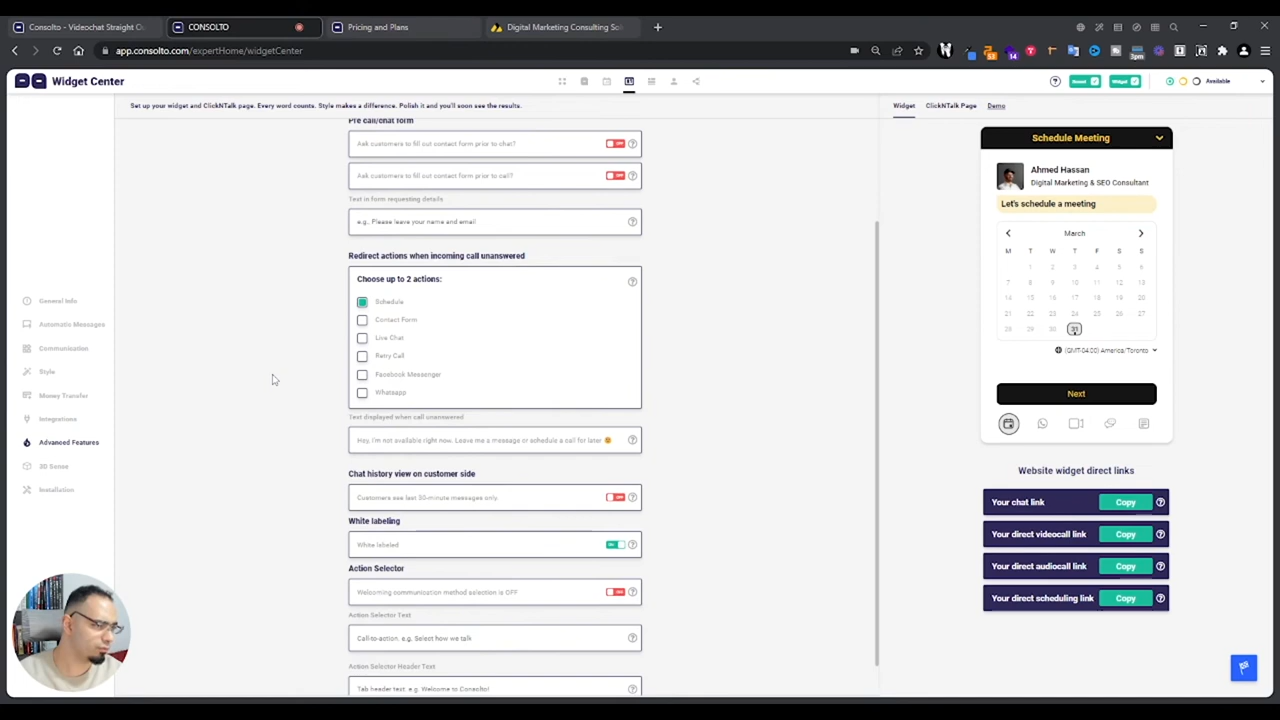 Consolto - Videochat Straight O
CONSOLTO
Pricing and Plans
Digital Marketing Consulting So
app.consolto.com/expertHome/widgetCenter
Widget Center
Available
Set up your widget and ClickNTalk page. Every word counts. Style makes a difference. Polish it and you'll soon see the results.
Widget
ClickNTalk Page
Demo
Pre call/chat form
Ask customers to fill out contact form prior to chat?
OFF
Ask customers to fill out contact form prior to call?
OFF
Text in form requesting details
e.g., Please leave your name and email
Redirect actions when incoming call unanswered
Choose up to 2 actions:
Schedule
Contact Form
Live Chat
Retry Call
Facebook Messenger
Whatsapp
Text displayed when call unanswered
Hey, I'm not available right now. Leave me a message or schedule a call for later 🙂
Chat history view on customer side
Customers see last 30-minute messages only
OFF
White labeling
White labeled
ON
Action Selector
Welcoming communication method selection is OFF
Action Selector Text
Call-to-action. e.g. Select how we talk
Action Selector Header Text
Tab header text. e.g. Welcome to Consolto!
General Info
Automatic Messages
Communication
Style
Money Transfer
Integrations
Advanced Features
3D Sense
Installation
Schedule Meeting
Ahmed Hassan
Digital Marketing & SEO Consultant
Let's schedule a meeting
March
M T W T F S S
1 2 3 4 5 6
7 8 9 10 11 12 13
14 15 16 17 18 19 20
21 22 23 24 25 26 27
28 29 30 31
(GMT-04:00) America/Toronto
Next
Website widget direct links
Your chat link Copy
Your direct videocall link Copy
Your direct audiocall link Copy
Your direct scheduling link Copy